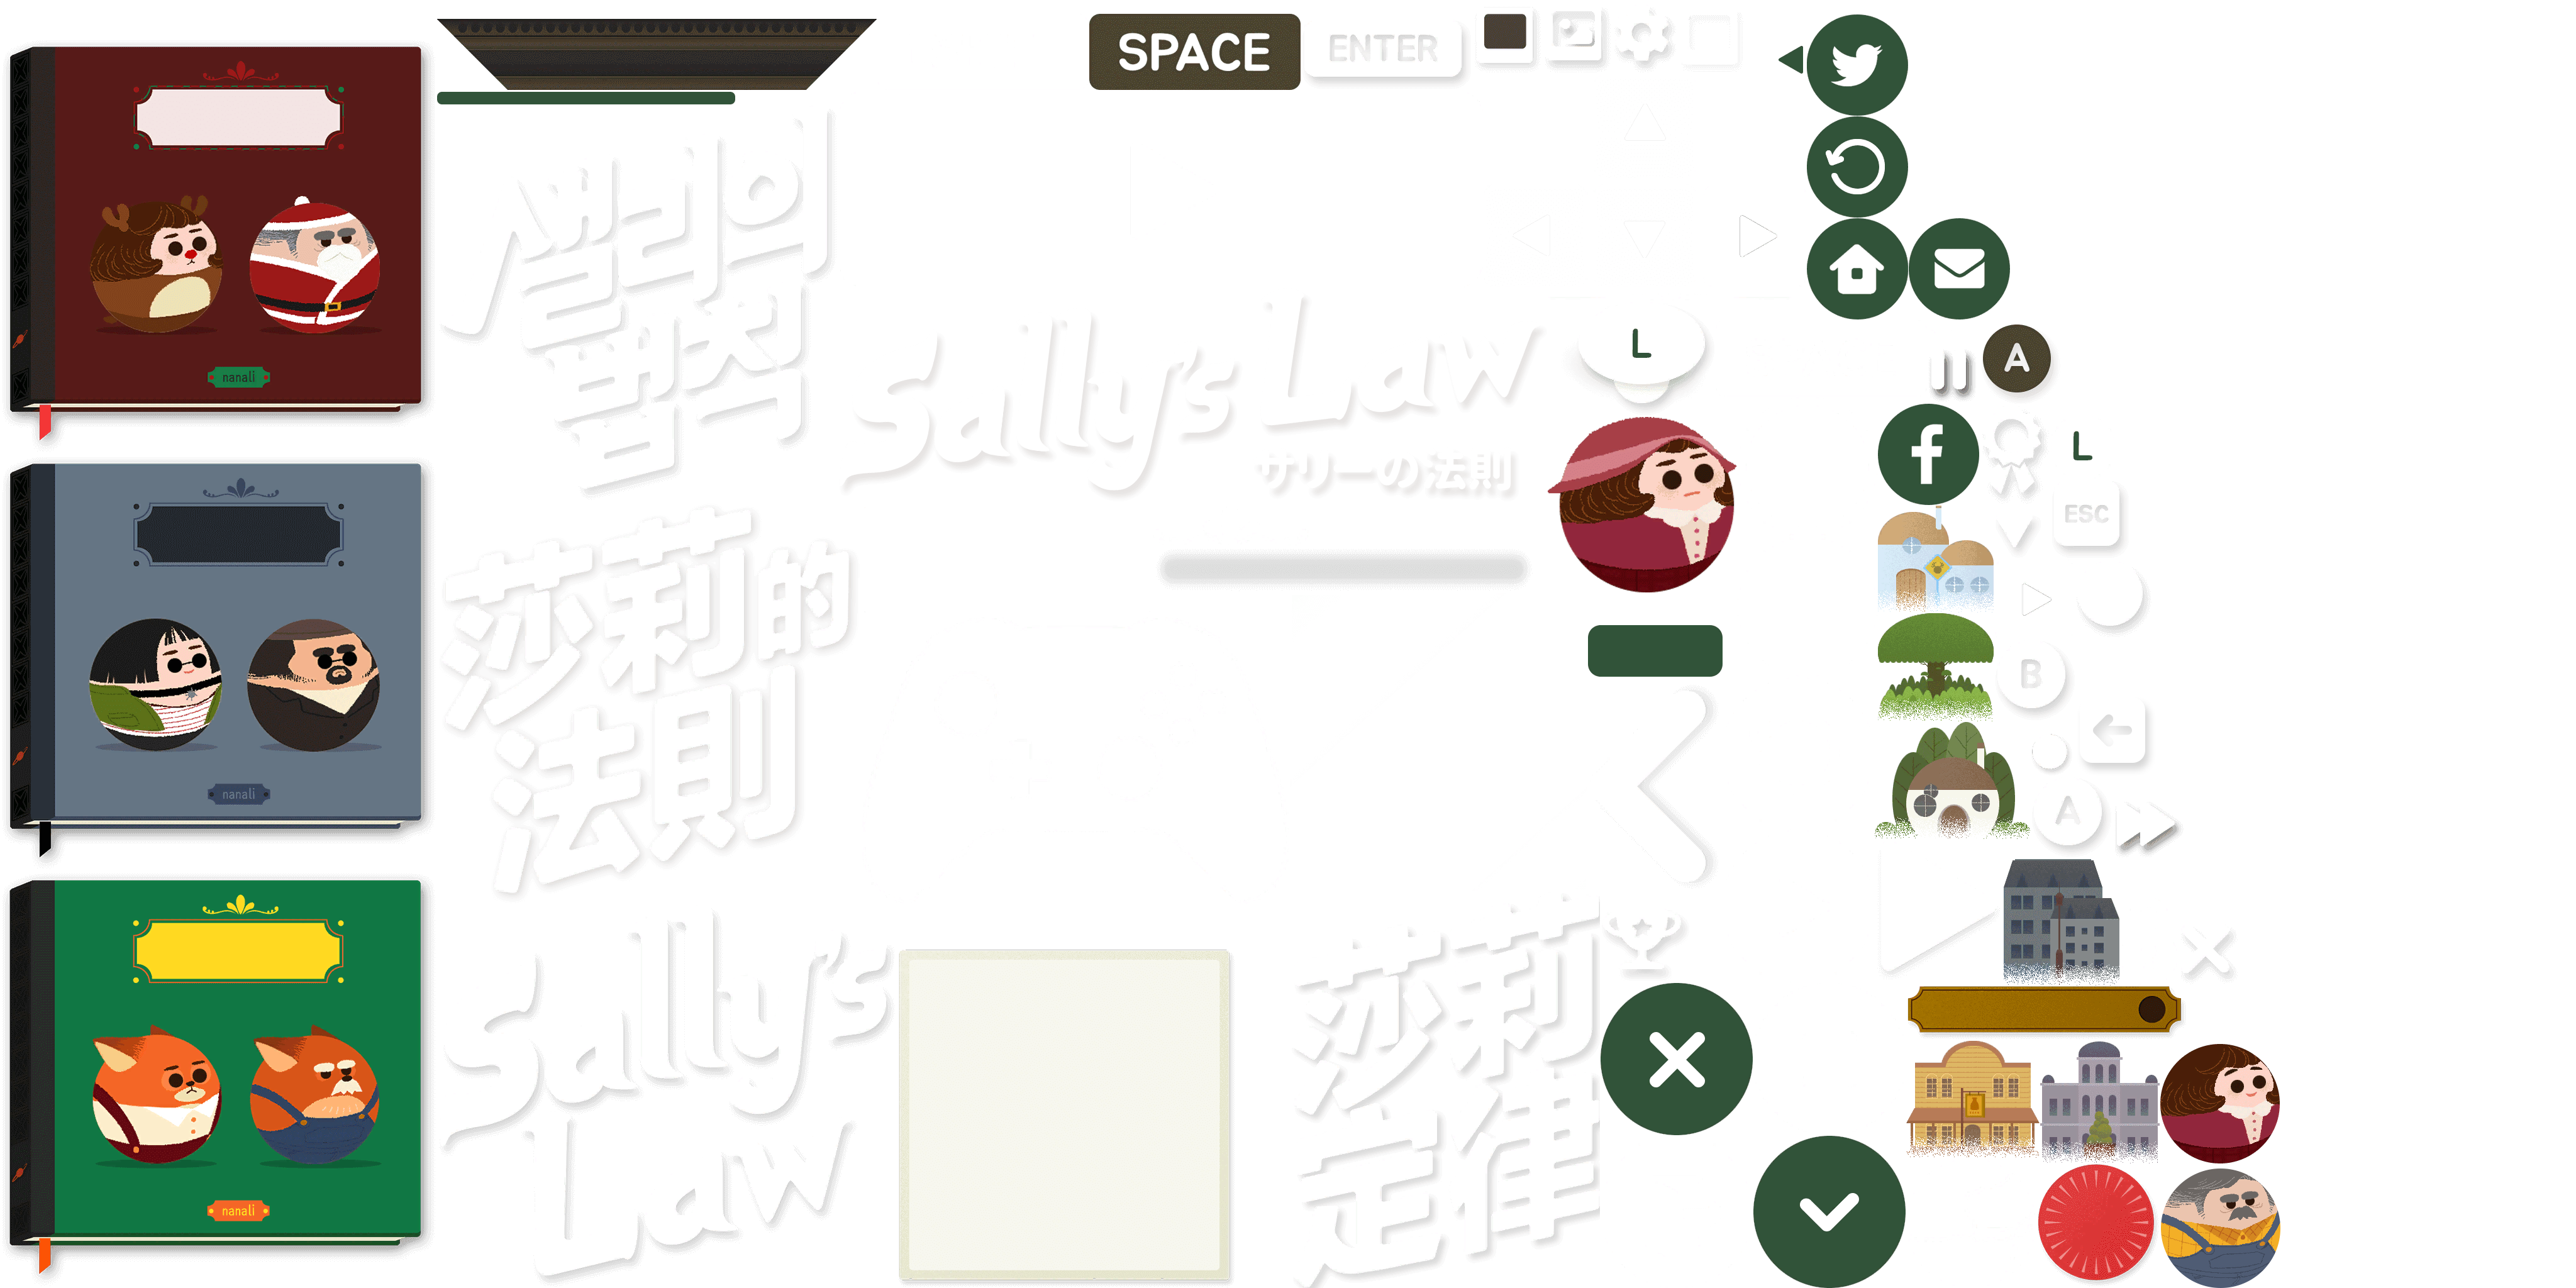 SPACE
ENTER
nanali
샐리의
법칙
Sally's Law
サリーの法則
L
A
L
ESC
nanali
莎莉的
法則
B
A
nanali
Sally's
Law
莎莉
定律